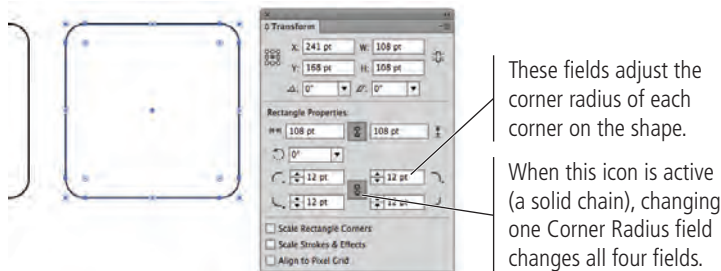 Transform
X: 241 pt W: 108 pt
Y: 168 pt H: 108 pt
0° 0°
Rectangle Properties:
108 pt 108 pt
0°
12 pt 12 pt
12 pt 12 pt
Scale Rectangle Corners
Scale Strokes & Effects
Align to Pixel Grid
These fields adjust the
corner radius of each
corner on the shape.
When this icon is active
(a solid chain), changing
one Corner Radius field
changes all four fields.